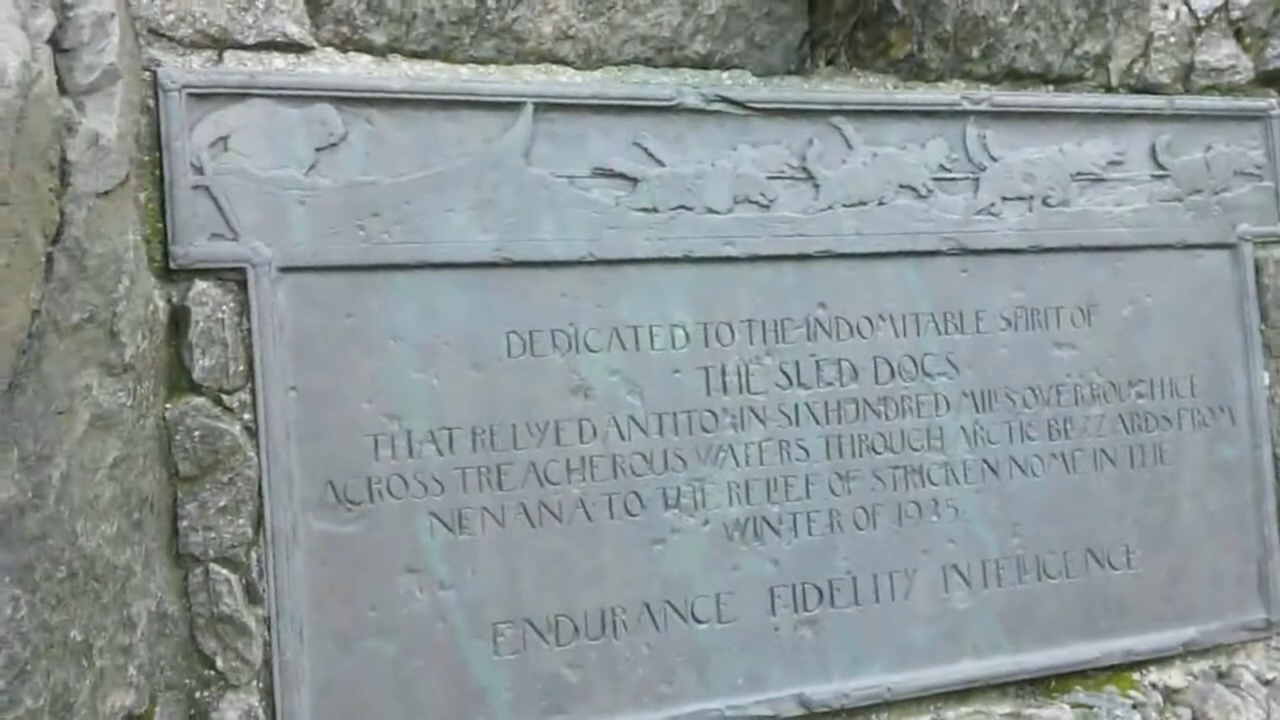 DEDICATED TO THE INDOMITABLE SPIRIT OF
THE SLED DOGS
THAT RELAYED ANTITOXIN SIX HUNDRED MILES OVER ROUGH ICE
ACROSS TREACHEROUS WATERS THROUGH ARCTIC BLIZZARDS FROM
NENANA TO THE RELIEF OF STRICKEN NOME IN THE
WINTER OF 1925
ENDURANCE FIDELITY INTELLIGENCE